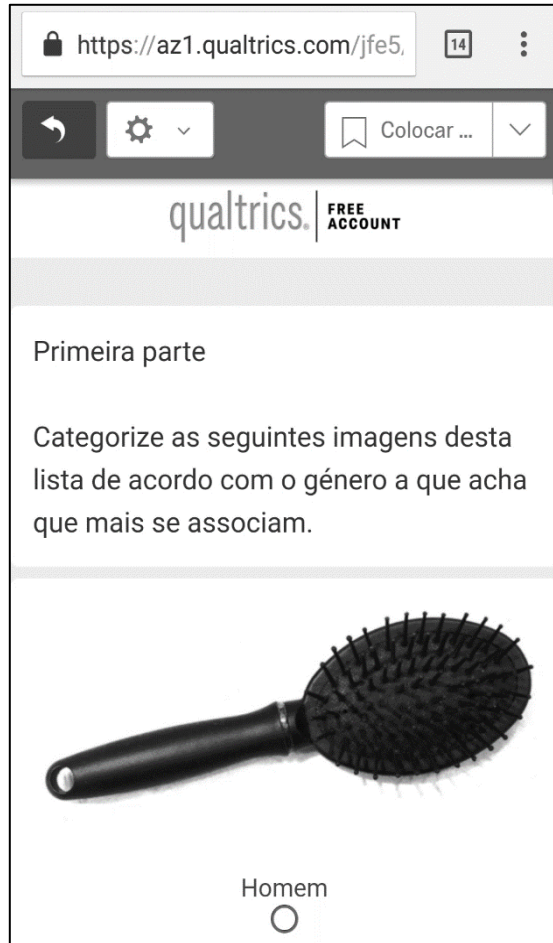 https://az1.qualtrics.com/jfe5,
14
Colocar ...
qualtrics.
FREE
ACCOUNT
Primeira parte
Categorize as seguintes imagens desta
lista de acordo com o género a que acha
que mais se associam.
Homem